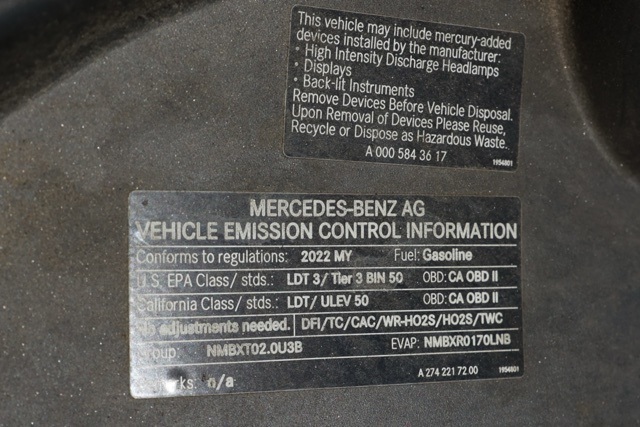 This vehicle may include mercury-added
devices installed by the manufacturer:
• High Intensity Discharge Headlamps
• Displays
• Back-lit Instruments
Remove Devices Before Vehicle Disposal.
Upon Removal of Devices Please Reuse,
Recycle or Dispose as Hazardous Waste.
A 000 584 36 17
1954801
MERCEDES-BENZ AG
VEHICLE EMISSION CONTROL INFORMATION
Conforms to regulations: 2022 MY Fuel: Gasoline
U.S. EPA Class/ stds.: LDT 3/ Tier 3 BIN 50 OBD: CA OBD II
California Class/ stds.: LDT/ ULEV 50 OBD: CA OBD II
No adjustments needed. DFI/TC/CAC/WR-HO2S/HO2S/TWC
Group: NMBXT02.0U3B EVAP: NMBXR0170LNB
n/a
A 274 221 72 00
1954801